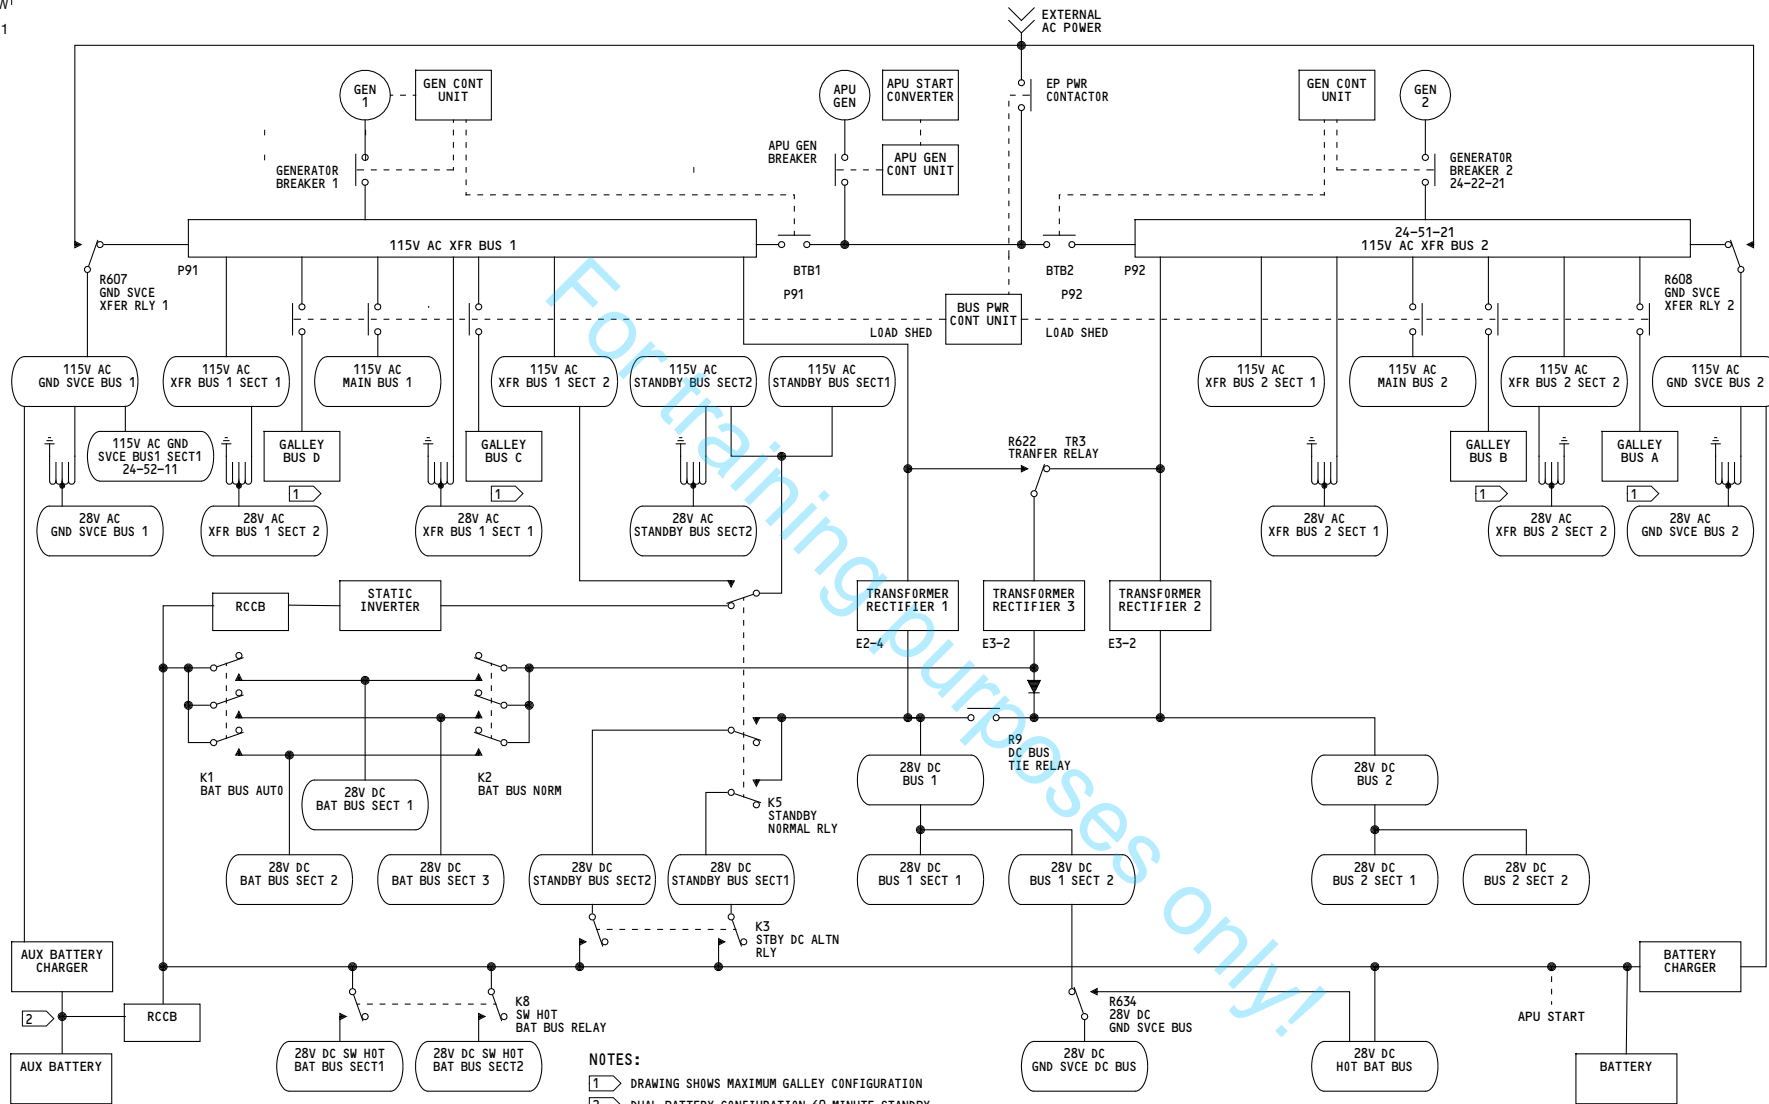 1
EXTERNAL
AC POWER
GEN
1
GEN CONT
UNIT
APU
GEN
APU START
CONVERTER
EP PWR
CONTACTOR
GEN CONT
UNIT
GEN
2
GENERATOR
BREAKER 1
APU GEN
BREAKER
APU GEN
CONT UNIT
GENERATOR
BREAKER 2
24-22-21
115V AC XFR BUS 1
24-51-21
115V AC XFR BUS 2
P91
BTB1
P91
BTB2
P92
P92
R607
GND SVCE
XFER RLY 1
R608
GND SVCE
XFER RLY 2
LOAD SHED
BUS PWR
CONT UNIT
LOAD SHED
115V AC
GND SVCE BUS 1
115V AC
XFR BUS 1 SECT 1
115V AC
MAIN BUS 1
115V AC
XFR BUS 1 SECT 2
115V AC
STANDBY BUS SECT2
115V AC
STANDBY BUS SECT1
115V AC
XFR BUS 2 SECT 1
115V AC
MAIN BUS 2
115V AC
XFR BUS 2 SECT 2
115V AC
GND SVCE BUS 2
115V AC GND
SVCE BUS1 SECT1
24-52-11
GALLEY
BUS D
1
GALLEY
BUS C
1
R622 TR3
TRANFER RELAY
GALLEY
BUS B
1
GALLEY
BUS A
1
28V AC
GND SVCE BUS 1
28V AC
XFR BUS 1 SECT 2
28V AC
XFR BUS 1 SECT 1
28V AC
STANDBY BUS SECT2
28V AC
XFR BUS 2 SECT 1
28V AC
XFR BUS 2 SECT 2
28V AC
GND SVCE BUS 2
RCCB
STATIC
INVERTER
TRANSFORMER
RECTIFIER 1
TRANSFORMER
RECTIFIER 3
TRANSFORMER
RECTIFIER 2
E2-4
E3-2
E3-2
K1
BAT BUS AUTO
28V DC
BAT BUS SECT 1
K2
BAT BUS NORM
K5
STANDBY
NORMAL RLY
28V DC
BUS 1
R9
DC BUS
TIE RELAY
28V DC
BUS 2
28V DC
BAT BUS SECT 2
28V DC
BAT BUS SECT 3
28V DC
STANDBY BUS SECT2
28V DC
STANDBY BUS SECT1
28V DC
BUS 1 SECT 1
28V DC
BUS 1 SECT 2
28V DC
BUS 2 SECT 1
28V DC
BUS 2 SECT 2
K3
STBY DC ALTN
RLY
AUX BATTERY
CHARGER
BATTERY
CHARGER
2
RCCB
K8
SW HOT
BAT BUS RELAY
R634
28V DC
GND SVCE BUS
APU START
AUX BATTERY
28V DC SW HOT
BAT BUS SECT1
28V DC SW HOT
BAT BUS SECT2
28V DC
GND SVCE DC BUS
28V DC
HOT BAT BUS
BATTERY
NOTES:
1 DRAWING SHOWS MAXIMUM GALLEY CONFIGURATION
2 DUAL BATTERY CONFIURATION 60 MINUTE STANDBY
For training purposes only!